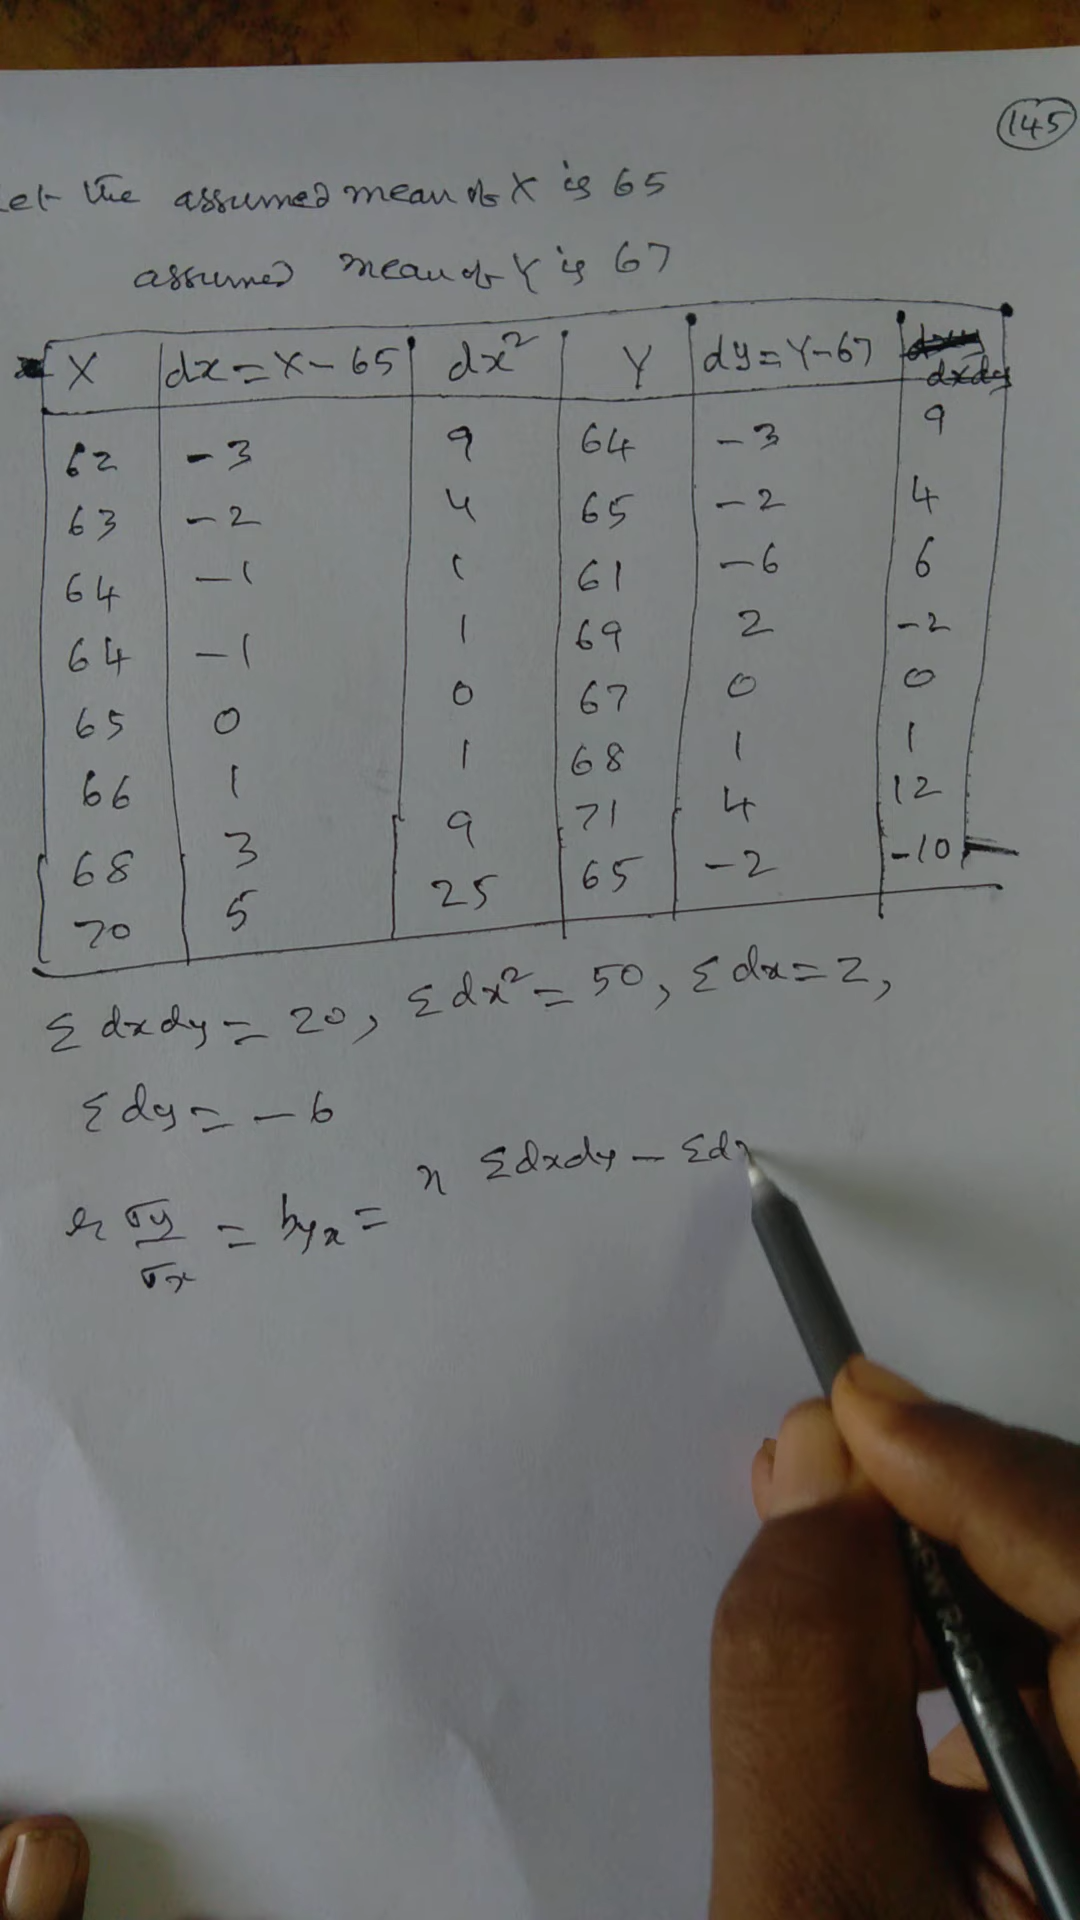 145
Let the assumed mean of X is 65
assumed mean of Y is 67
X dx = X - 65 dx² Y dy = Y - 67 dxdy
62 -3 9 64 -3 9
63 -2 4 65 -2 4
64 -1 1 61 -6 6
64 -1 1 69 2 -2
65 0 0 67 0 0
66 1 1 68 1 1
68 3 9 71 4 12
70 5 25 65 -2 -10
Σ dxdy = 20, Σ dx² = 50, Σ dx = 2,
Σ dy = -6
r σy/σx = byx = n Σdxdy - Σdx